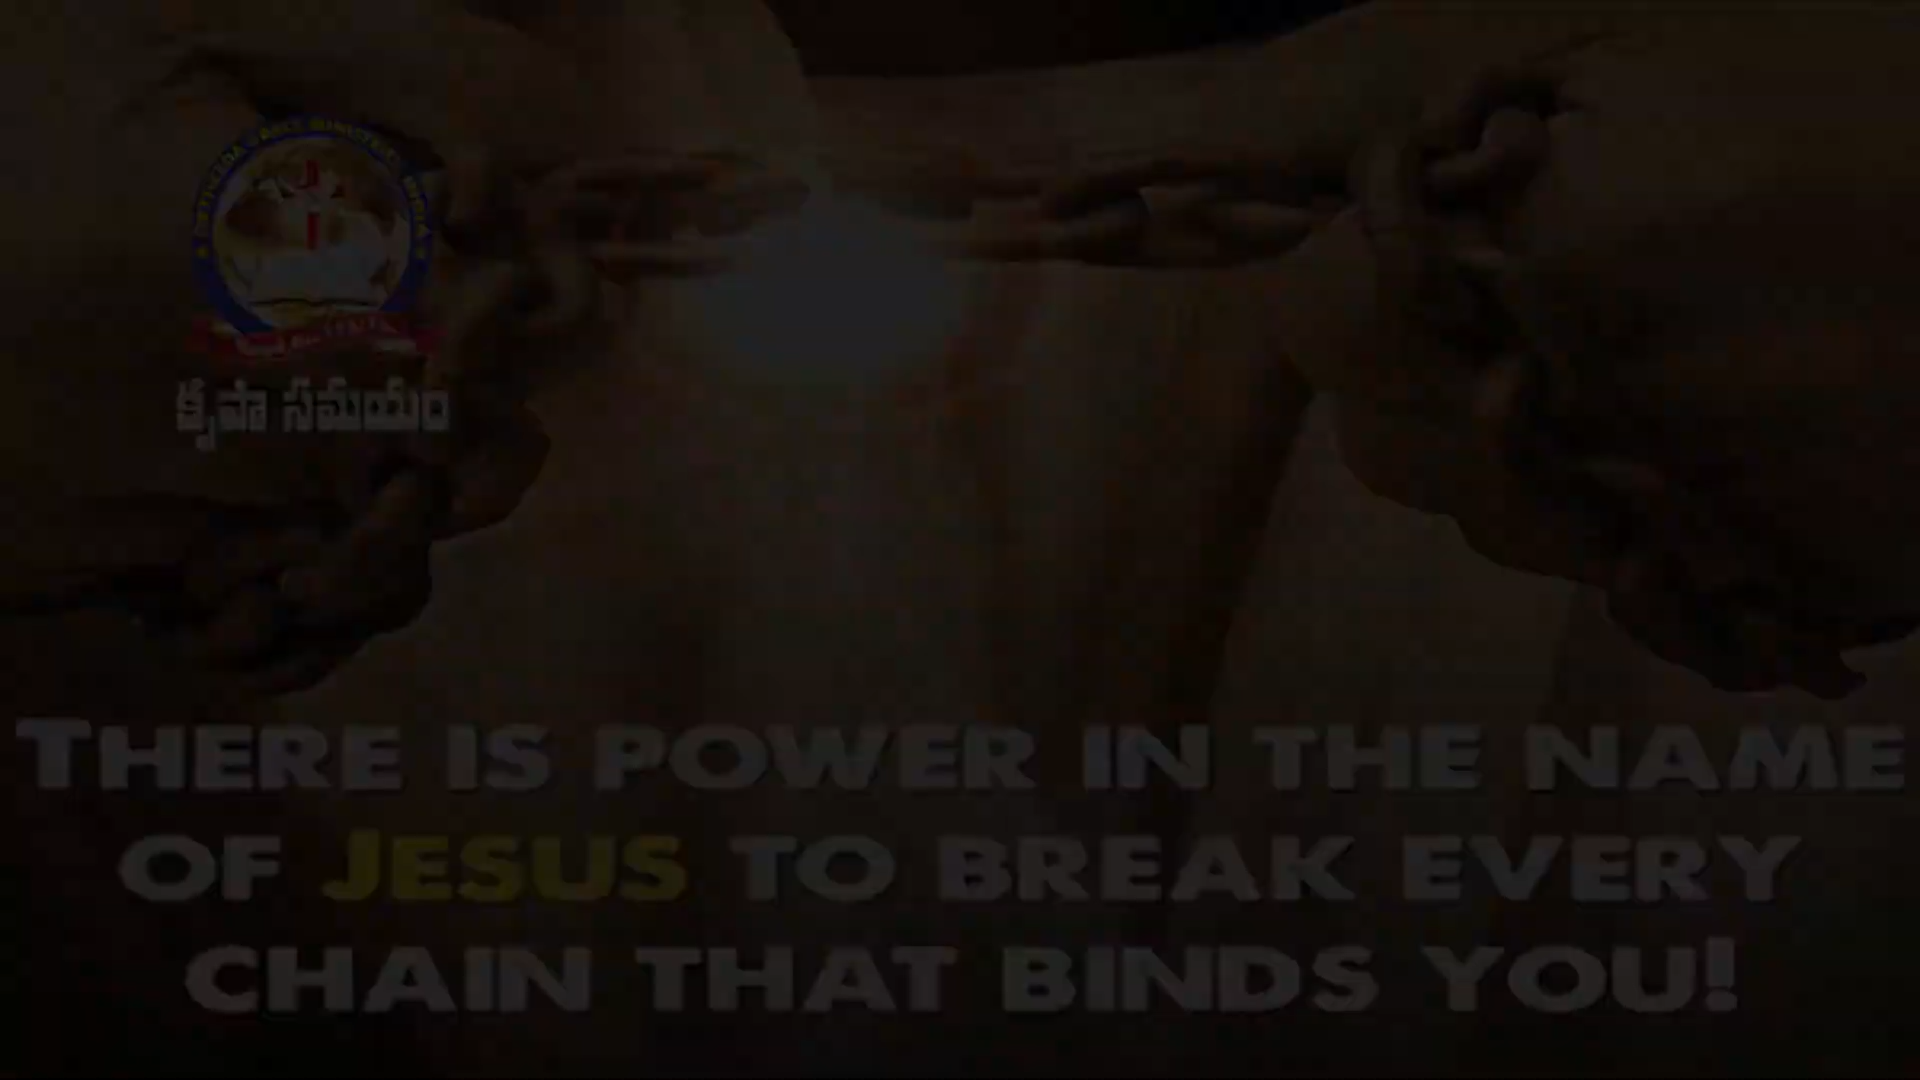 కృపా సమయం
THERE IS POWER IN THE NAME
OF JESUS TO BREAK EVERY
CHAIN THAT BINDS YOU!